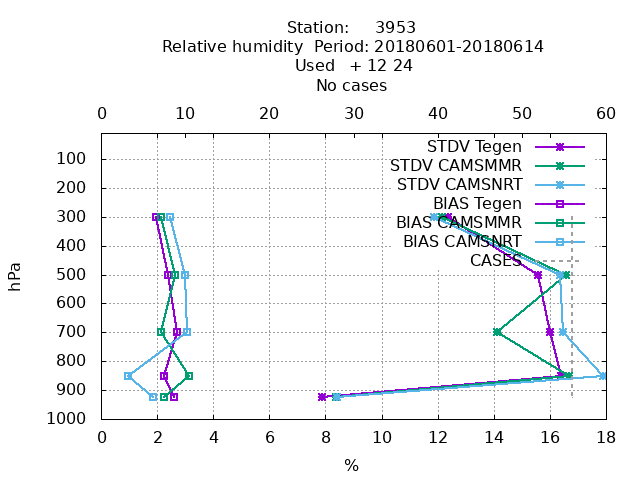 Station: 3953
Relative humidity Period: 20180601-20180614
Used + 12 24
No cases
0 10 20 30 40 50 60
STDV Tegen
STDV CAMSMMR
STDV CAMSNRT
BIAS Tegen
BIAS CAMSMMR
BIAS CAMSNRT
CASES
hPa
100
200
300
400
500
600
700
800
900
1000
0 2 4 6 8 10 12 14 16 18
%